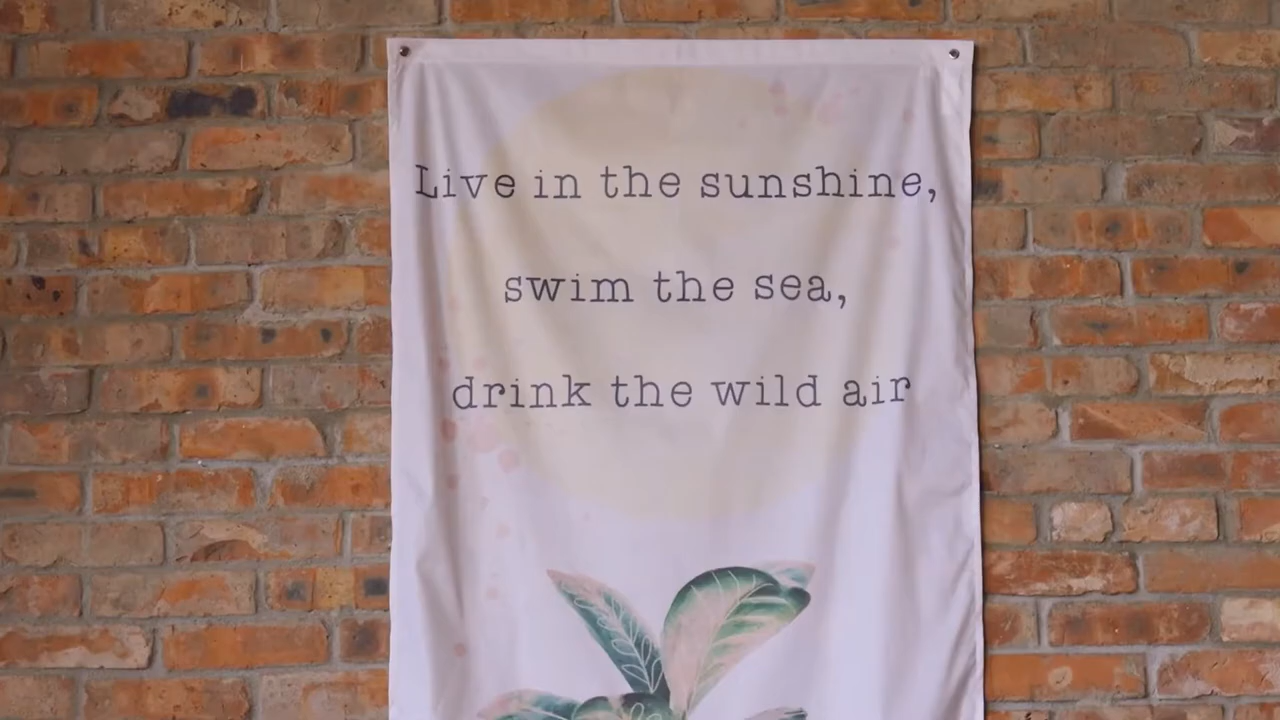 Live in the sunshine,
swim the sea,
drink the wild air